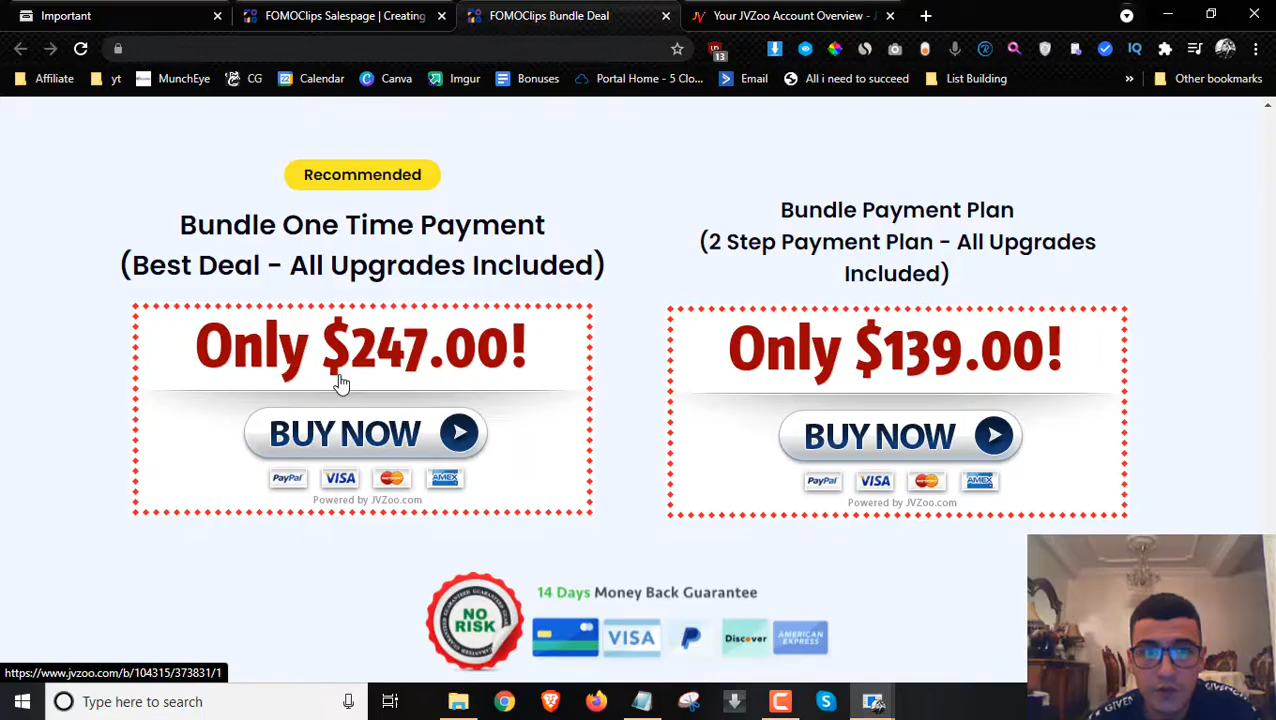 Important
FOMOClips Salespage | Creating
FOMOClips Bundle Deal
Your JVZoo Account Overview -
13
IQ
Affiliate
yt
MunchEye
CG
Calendar
Canva
Imgur
Bonuses
Portal Home - 5 Clo...
Email
All i need to succeed
List Building
»
Other bookmarks
Recommended
Bundle One Time Payment
(Best Deal - All Upgrades Included)
Only $247.00!
BUY NOW
PayPal VISA MasterCard AMEX
Powered by JVZoo.com
Bundle Payment Plan
(2 Step Payment Plan - All Upgrades
Included)
Only $139.00!
BUY NOW
PayPal VISA MasterCard AMEX
Powered by JVZoo.com
NO
RISK
14 Days Money Back Guarantee
VISA
Discover
AMERICAN
EXPRESS
https://www.jvzoo.com/b/104315/373831/1
Type here to search
GIVENCHY